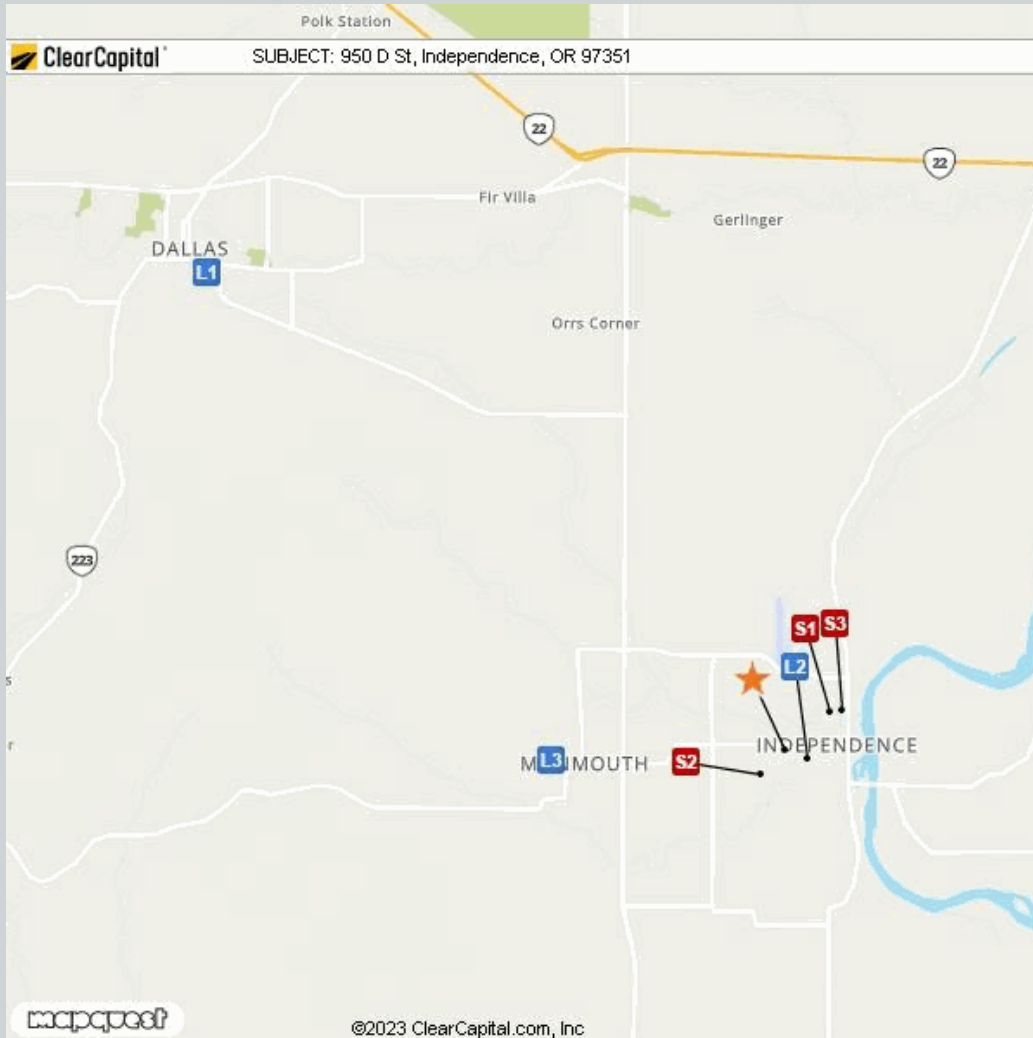 Polk Station
ClearCapital
SUBJECT: 950 D St, Independence, OR 97351
22
22
Fir Villa
Gerlinger
DALLAS
L1
Orrs Corner
223
S1
S3
L2
s
r
INDEPENDENCE
M
L3
NMOUTH
S2
mapquest
©2023 ClearCapital.com, Inc